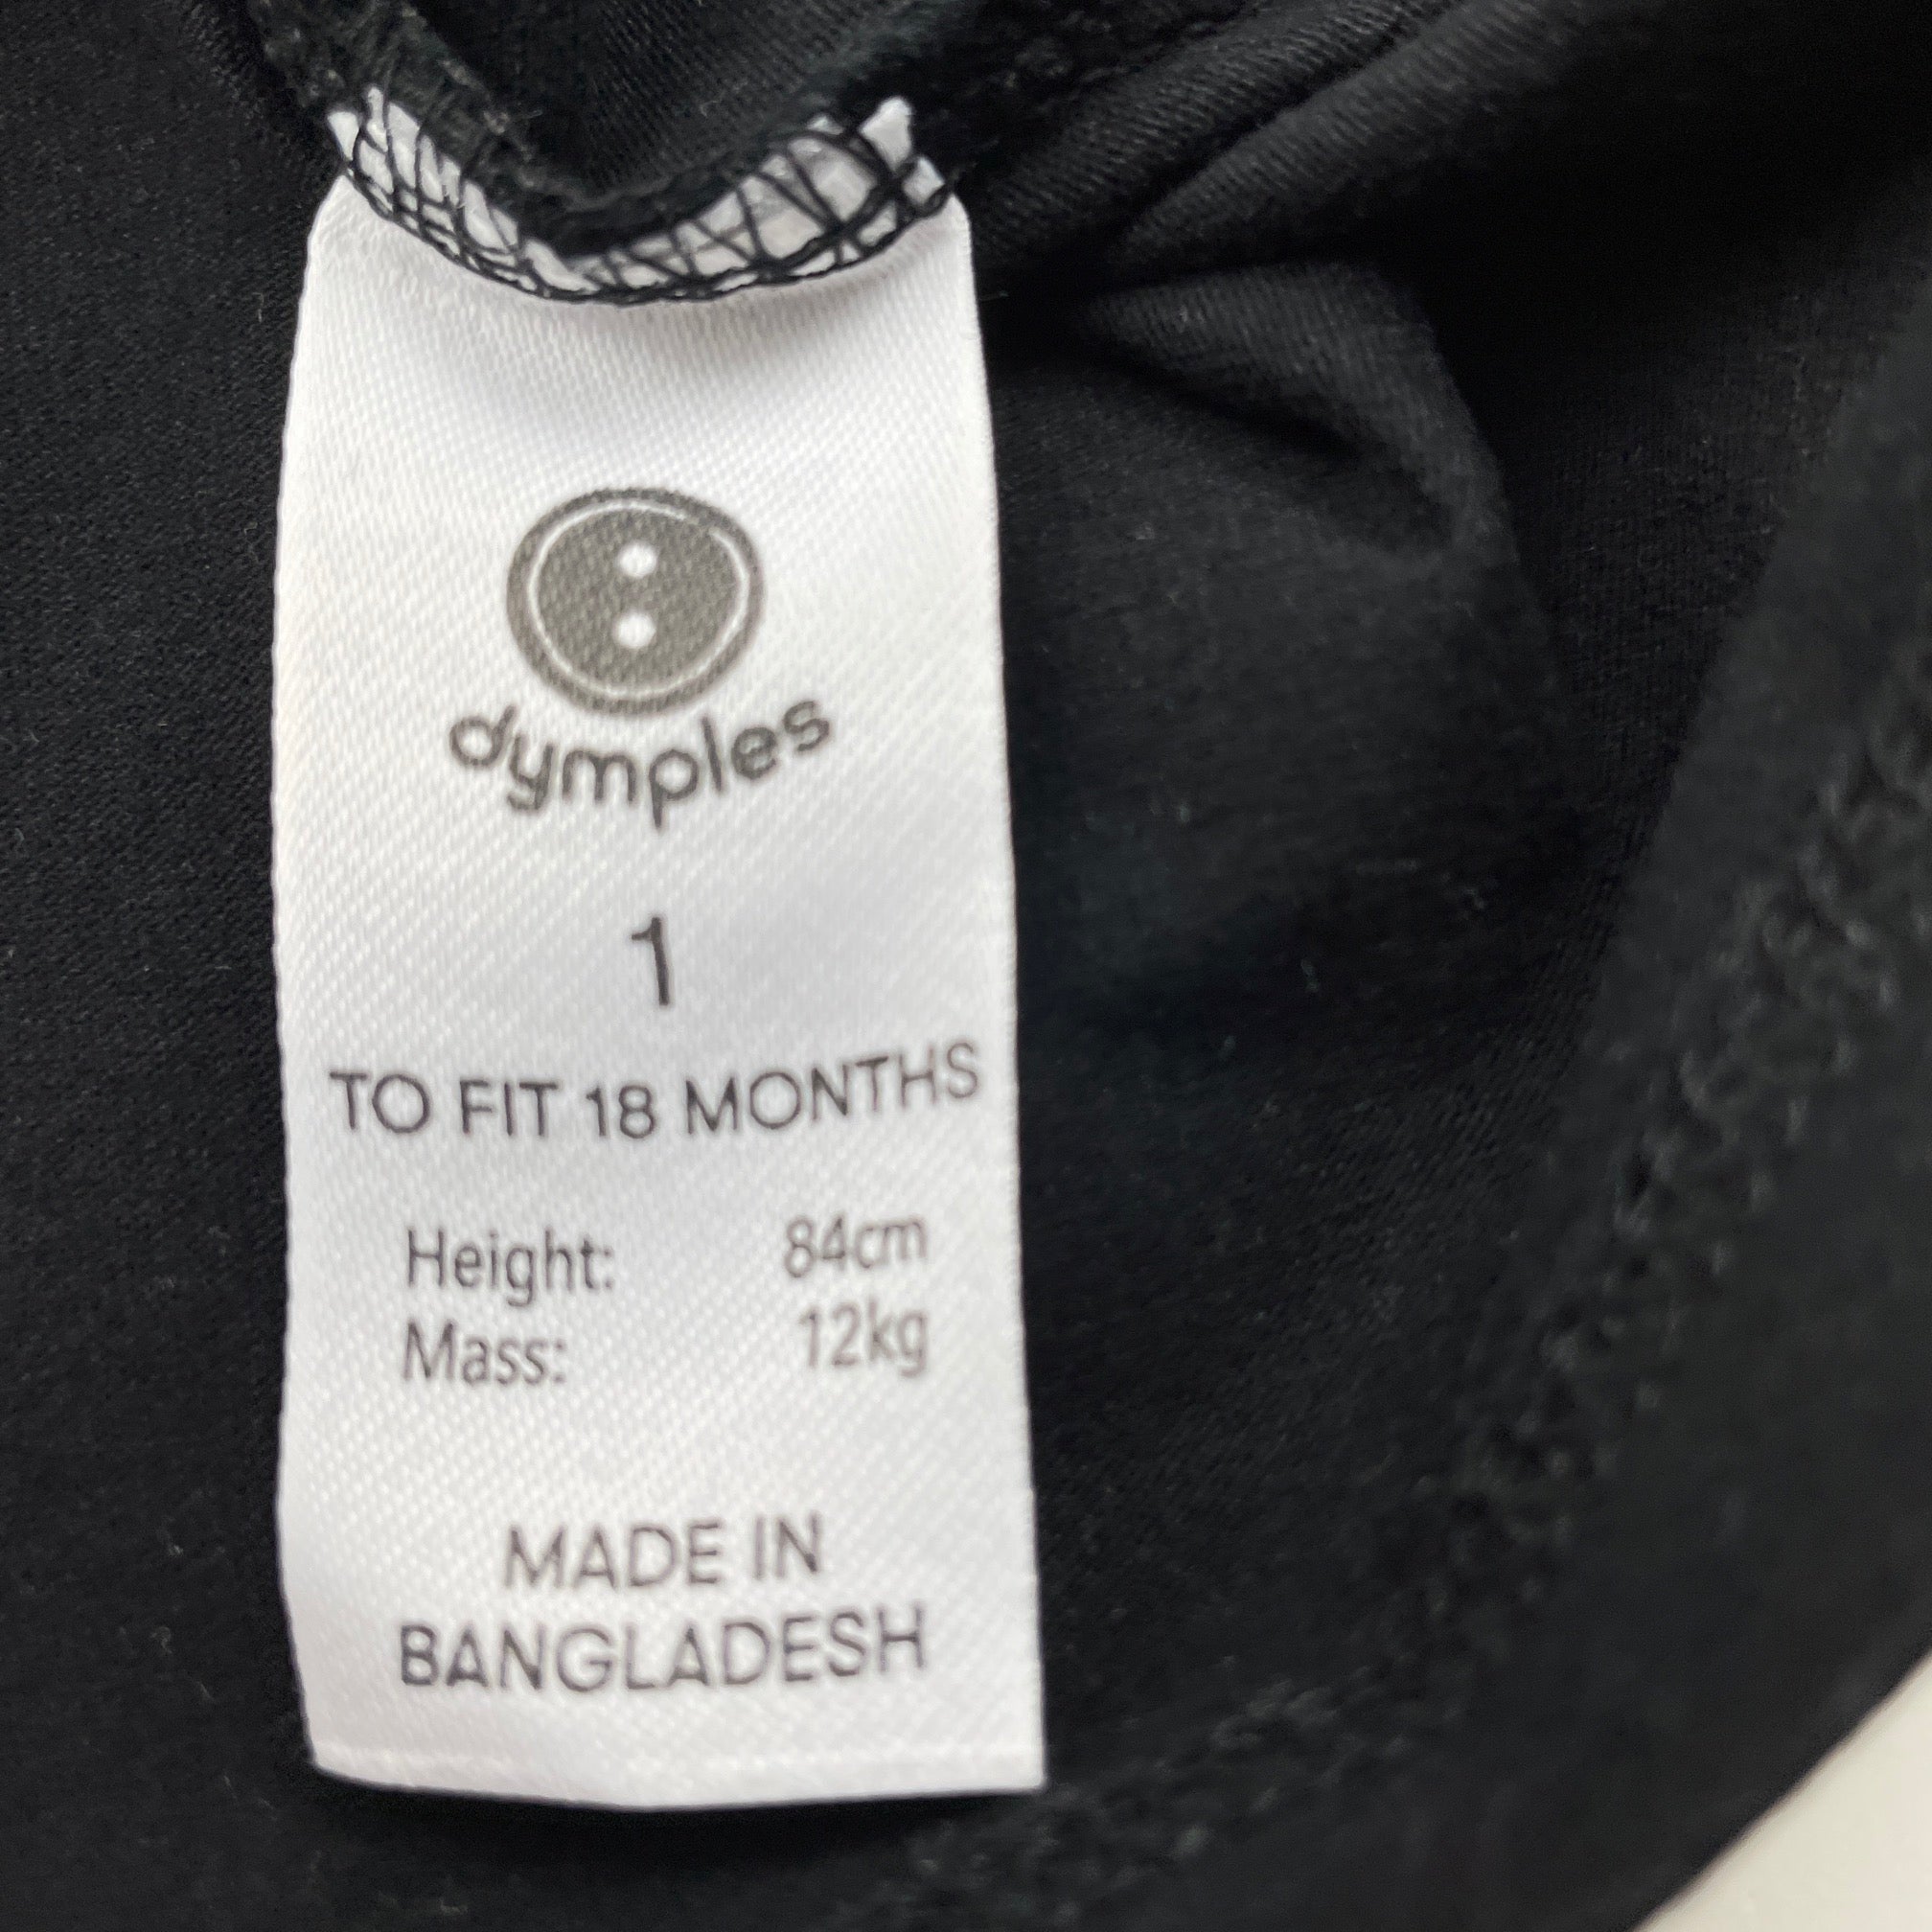 dymples
1
TO FIT 18 MONTHS
Height: 84cm
Mass: 12kg
MADE IN
BANGLADESH